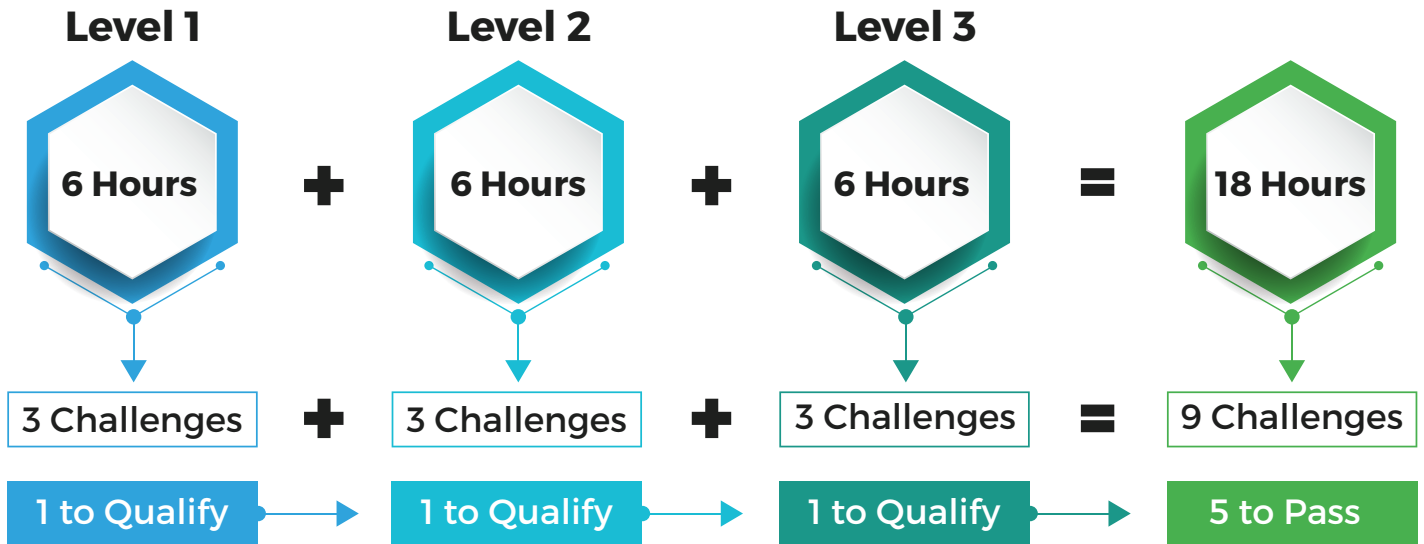 Level 1
Level 2
Level 3
6 Hours
+
6 Hours
+
6 Hours
=
18 Hours
3 Challenges
+
3 Challenges
+
3 Challenges
=
9 Challenges
1 to Qualify
1 to Qualify
1 to Qualify
5 to Pass